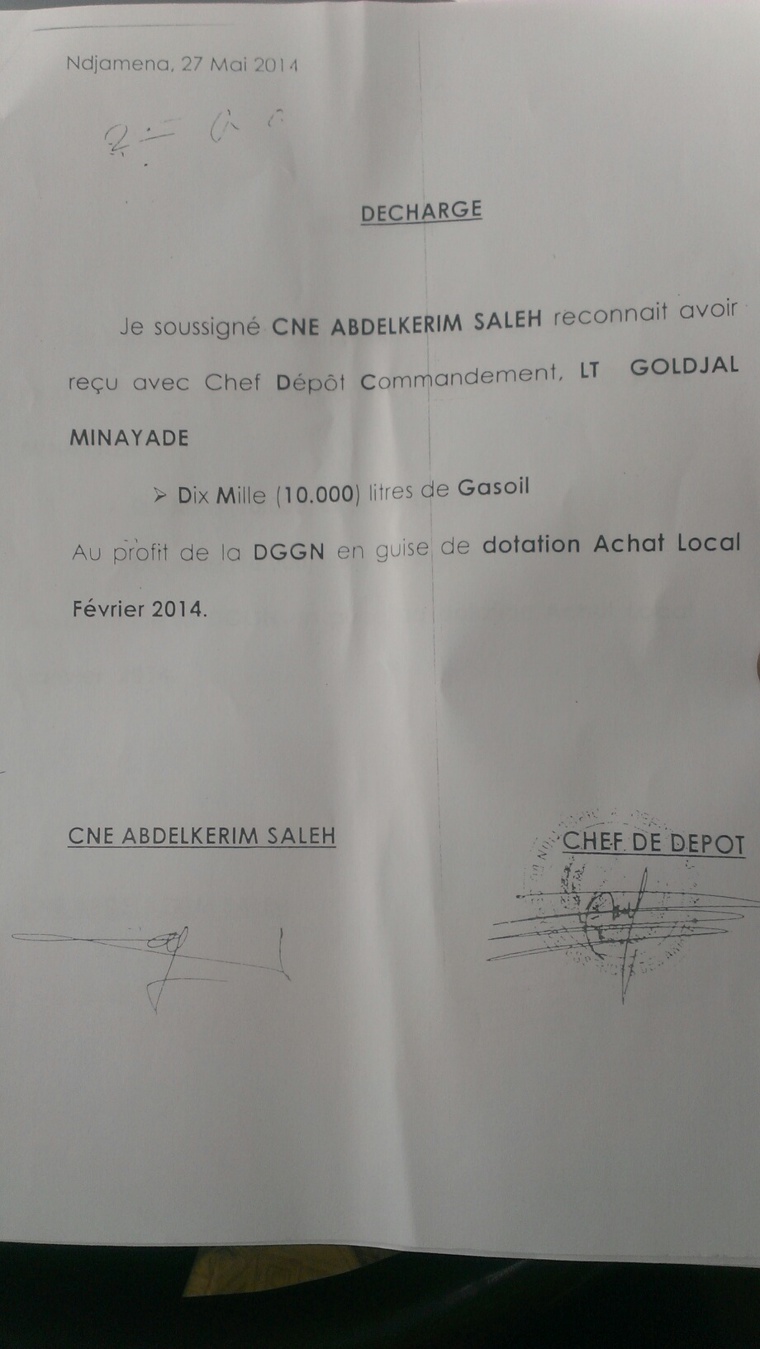 Ndjamena, 27 Mai 2014
DECHARGE
Je soussigné CNE ABDELKERIM SALEH reconnait avoir
reçu avec Chef Dépôt Commandement, LT GOLDJAL
MINAYADE
➢ Dix Mille (10.000) litres de Gasoil
Au profit de la DGGN en guise de dotation Achat Local
Février 2014.
CNE ABDELKERIM SALEH
CHEF DE DEPOT